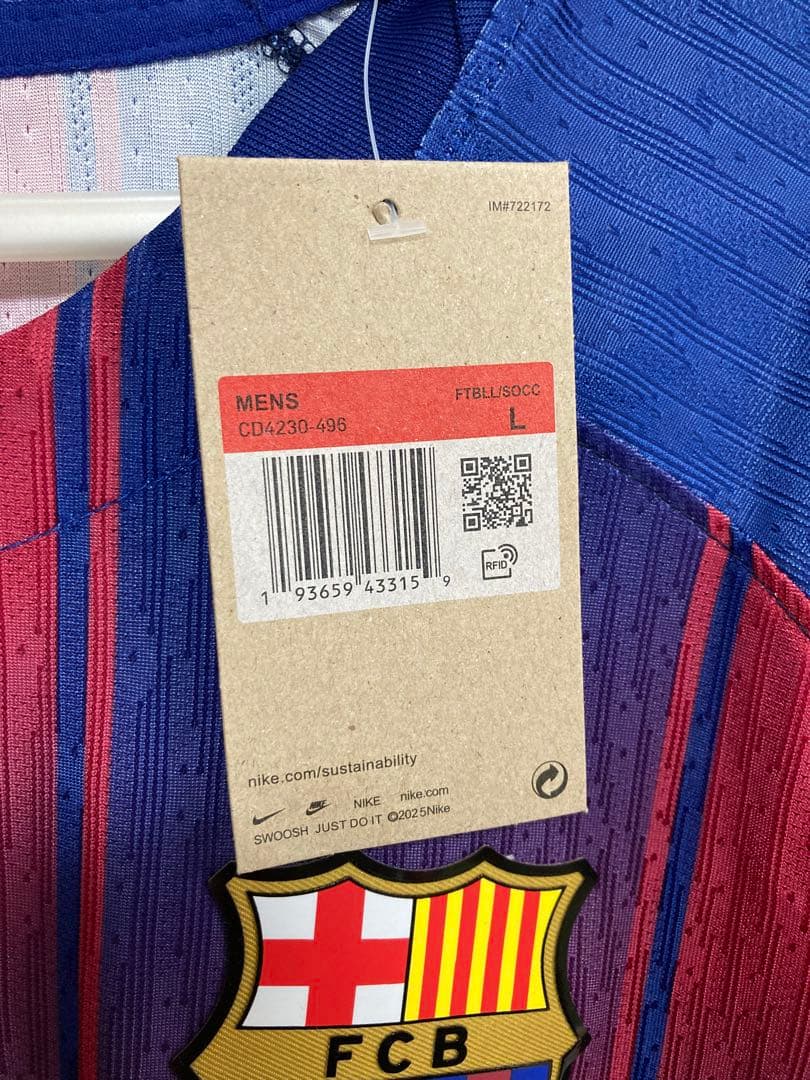 IM#722172
MENS
FTBLL/SOCC
CD4230-496
L
RFID
1 93659 43315 9
nike.com/sustainability
NIKE nike.com
SWOOSH JUST DO IT ©2025Nike
FCB